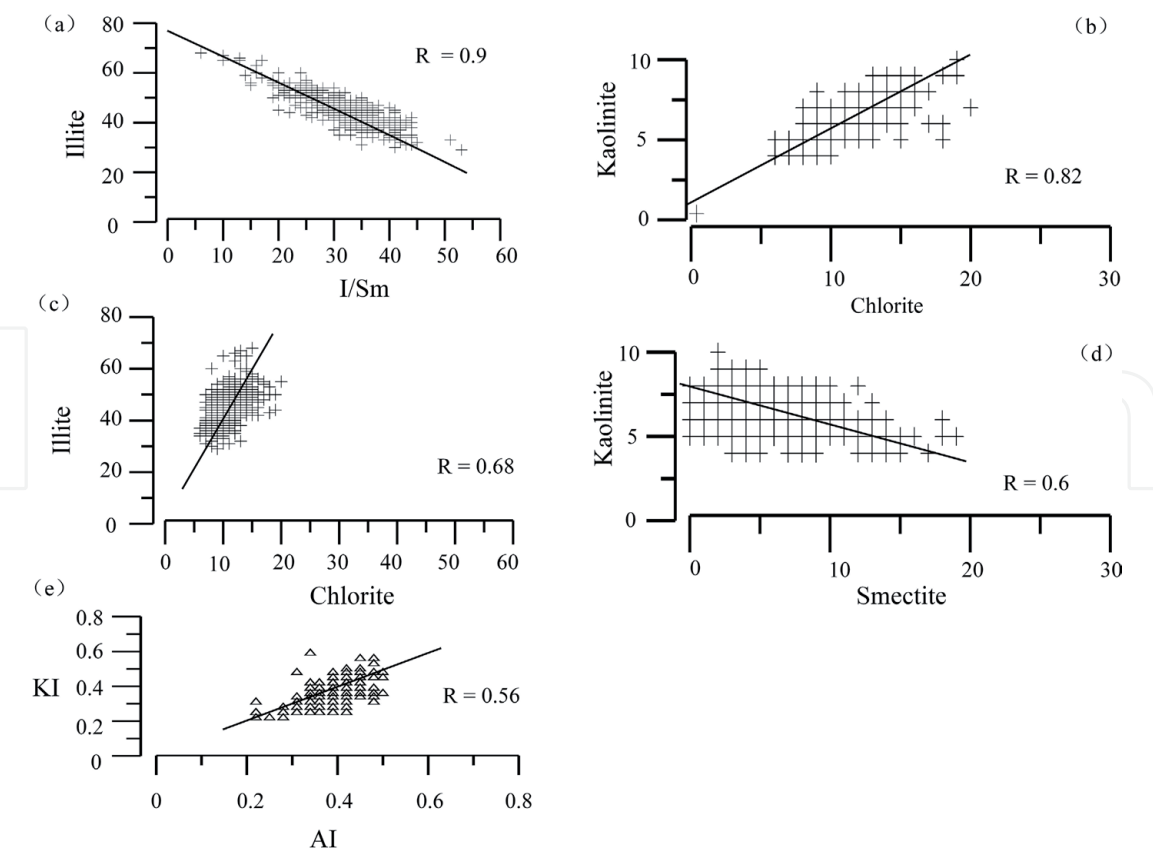 （a）
80
60
40
20
0
Illite
R = 0.9
0 10 20 30 40 50 60
I/Sm
（b）
10
5
0
Kaolinite
R = 0.82
0 10 20 30
Chlorite
（c）
80
60
40
20
0
Illite
R = 0.68
0 10 20 30 40 50 60
Chlorite
（d）
10
5
0
Kaolinite
R = 0.6
0 10 20 30
Smectite
（e）
0.8
0.6
0.4
0.2
0
KI
R = 0.56
0 0.2 0.4 0.6 0.8
AI